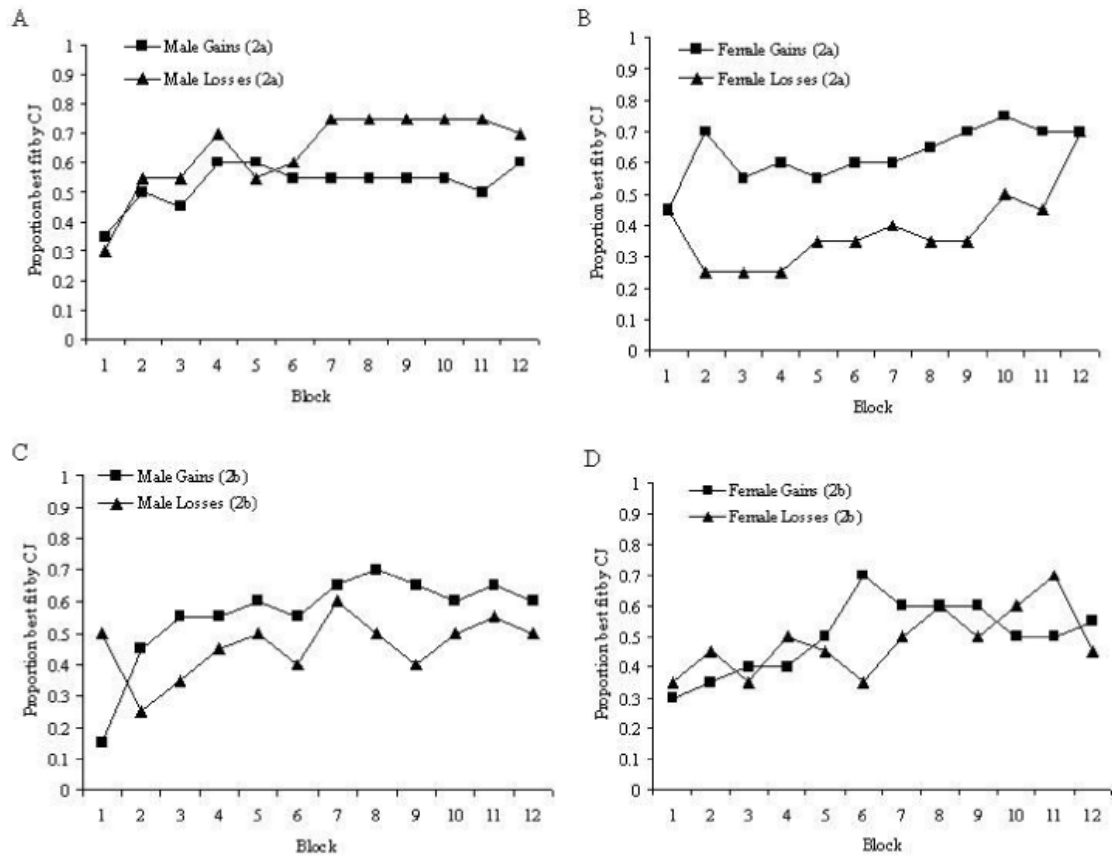 A
Male Gains (2a)
Male Losses (2a)
Proportion best fit by CJ
1
0.9
0.8
0.7
0.6
0.5
0.4
0.3
0.2
0.1
0
1 2 3 4 5 6 7 8 9 10 11 12
Block
B
Female Gains (2a)
Female Losses (2a)
Proportion best fit by CJ
1
0.9
0.8
0.7
0.6
0.5
0.4
0.3
0.2
0.1
0
1 2 3 4 5 6 7 8 9 10 11 12
Block
C
Male Gains (2b)
Male Losses (2b)
Proportion best fit by CJ
1
0.9
0.8
0.7
0.6
0.5
0.4
0.3
0.2
0.1
0
1 2 3 4 5 6 7 8 9 10 11 12
Block
D
Female Gains (2b)
Female Losses (2b)
Proportion best fit by CJ
1
0.9
0.8
0.7
0.6
0.5
0.4
0.3
0.2
0.1
0
1 2 3 4 5 6 7 8 9 10 11 12
Block